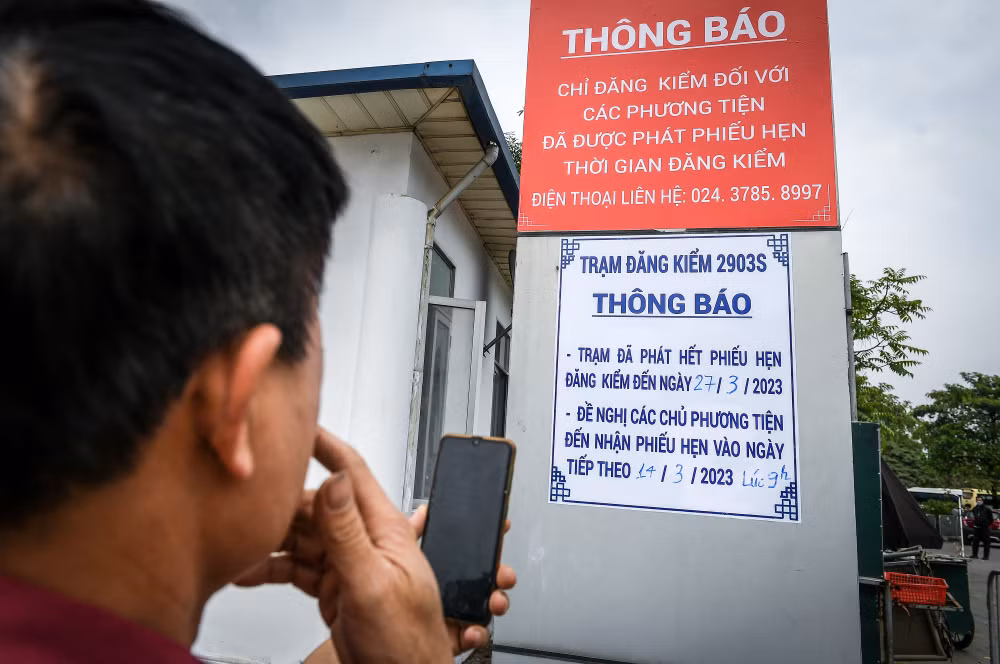 THÔNG BÁO
CHỈ ĐĂNG KIỂM ĐỐI VỚI
CÁC PHƯƠNG TIỆN
ĐÃ ĐƯỢC PHÁT PHIẾU HẸN
THỜI GIAN ĐĂNG KIỂM
ĐIỆN THOẠI LIÊN HỆ: 024. 3785. 8997
TRẠM ĐĂNG KIỂM 2903S
THÔNG BÁO
- TRẠM ĐÃ PHÁT HẾT PHIẾU HẸN
ĐĂNG KIỂM ĐẾN NGÀY 27/ 3 / 2023
- ĐỀ NGHỊ CÁC CHỦ PHƯƠNG TIỆN
ĐẾN NHẬN PHIẾU HẸN VÀO NGÀY
TIẾP THEO 14 / 3 / 2023 Lúc 9h